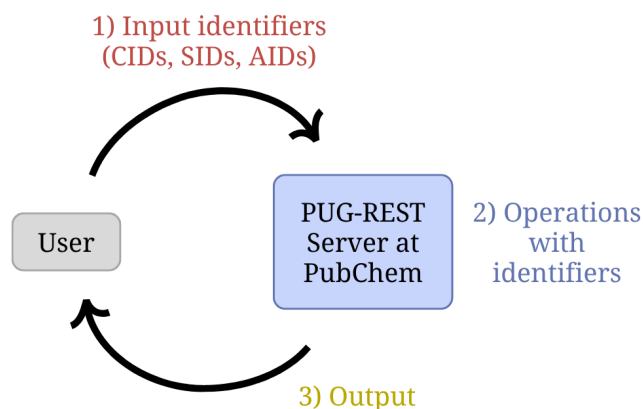 1) Input identifiers
(CIDs, SIDs, AIDs)
User
PUG-REST
Server at
PubChem
2) Operations
with
identifiers
3) Output